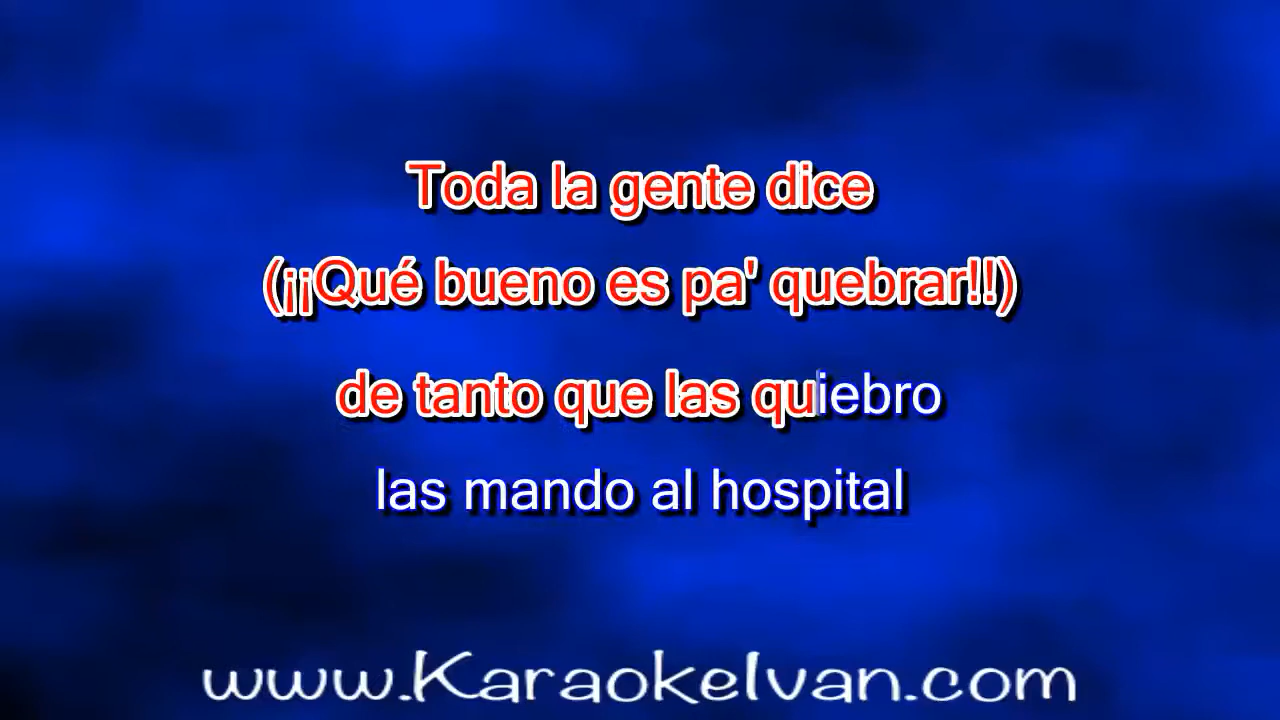 Toda la gente dice
(¡¡Qué bueno es pa' quebrar!!)
de tanto que las quiebro
las mando al hospital
www.KaraokeIvan.com